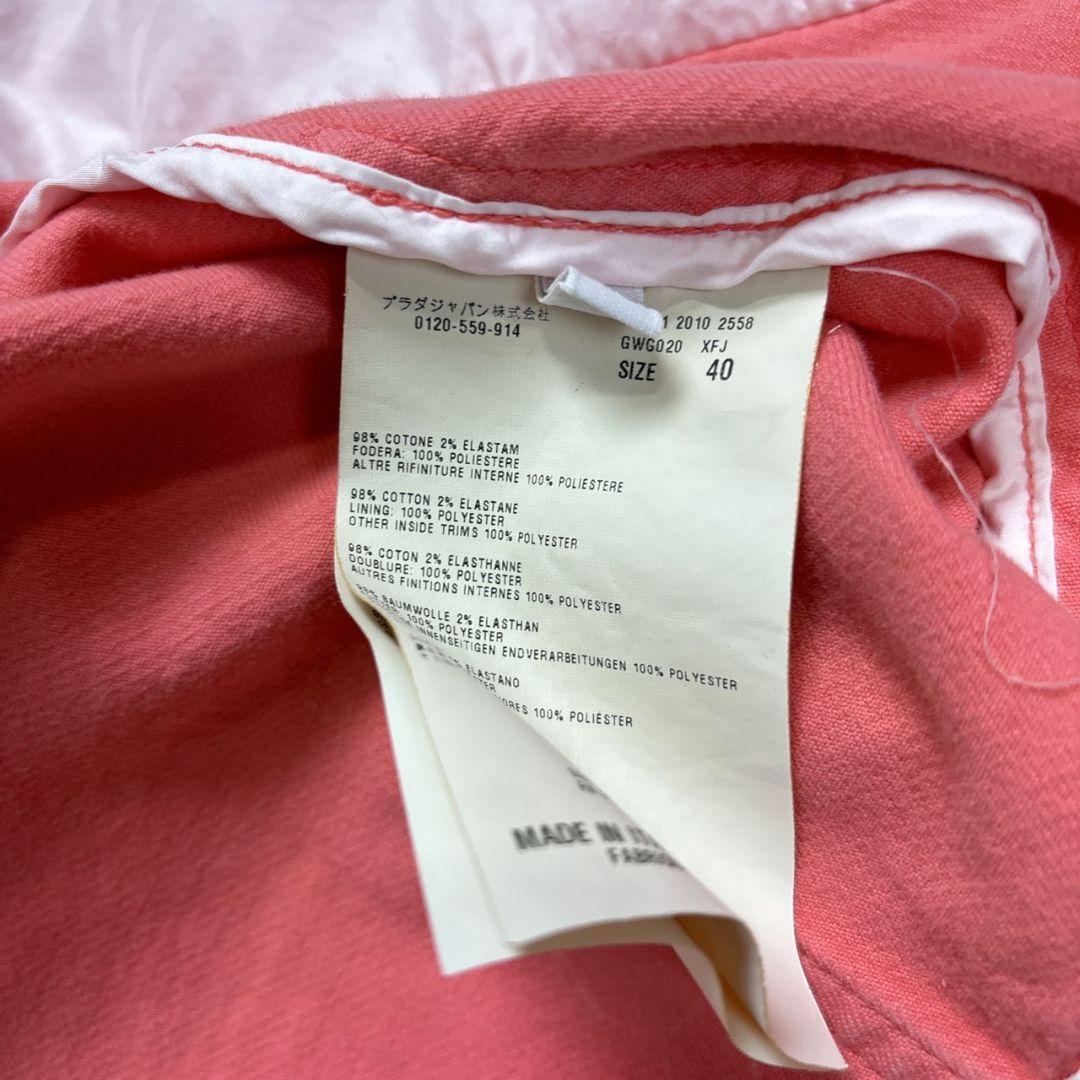 プラダジャパン株式会社
0120-559-914
1 2010 2558
GWG020 XFJ
SIZE 40
98% COTONE 2% ELASTAM
FODERA: 100% POLIESTERE
ALTRE RIFINITURE INTERNE 100% POLIESTERE
98% COTTON 2% ELASTANE
LINING: 100% POLYESTER
OTHER INSIDE TRIMS 100% POLYESTER
98% COTON 2% ELASTHANNE
DOUBLURE: 100% POLYESTER
AUTRES FINITIONS INTERNES 100% POLYESTER
98% BAUMWOLLE 2% ELASTHAN
100% POLYESTER
INNENSEITIGEN ENDVERARBEITUNGEN 100% POLYESTER
ELASTANO
100% POLIÉSTER
MADE IN